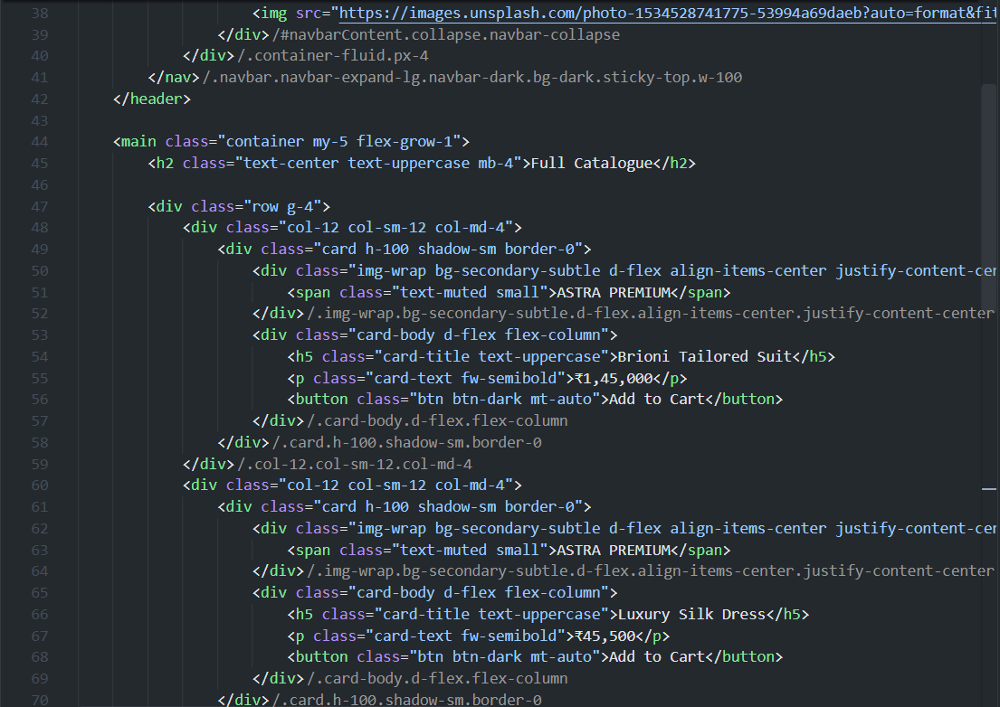 38 <img src="https://images.unsplash.com/photo-1534528741775-53994a69daeb?auto=format&fit
39 </div>/#navbarContent.collapse.navbar-collapse
40 </div>/.container-fluid.px-4
41 </nav>/.navbar.navbar-expand-lg.navbar-dark.bg-dark.sticky-top.w-100
42 </header>
43
44 <main class="container my-5 flex-grow-1">
45 <h2 class="text-center text-uppercase mb-4">Full Catalogue</h2>
46
47 <div class="row g-4">
48 <div class="col-12 col-sm-12 col-md-4">
49 <div class="card h-100 shadow-sm border-0">
50 <div class="img-wrap bg-secondary-subtle d-flex align-items-center justify-content-cen
51 <span class="text-muted small">ASTRA PREMIUM</span>
52 </div>/.img-wrap.bg-secondary-subtle.d-flex.align-items-center.justify-content-center
53 <div class="card-body d-flex flex-column">
54 <h5 class="card-title text-uppercase">Brioni Tailored Suit</h5>
55 <p class="card-text fw-semibold">₹1,45,000</p>
56 <button class="btn btn-dark mt-auto">Add to Cart</button>
57 </div>/.card-body.d-flex.flex-column
58 </div>/.card.h-100.shadow-sm.border-0
59 </div>/.col-12.col-sm-12.col-md-4
60 <div class="col-12 col-sm-12 col-md-4">
61 <div class="card h-100 shadow-sm border-0">
62 <div class="img-wrap bg-secondary-subtle d-flex align-items-center justify-content-cen
63 <span class="text-muted small">ASTRA PREMIUM</span>
64 </div>/.img-wrap.bg-secondary-subtle.d-flex.align-items-center.justify-content-center
65 <div class="card-body d-flex flex-column">
66 <h5 class="card-title text-uppercase">Luxury Silk Dress</h5>
67 <p class="card-text fw-semibold">₹45,500</p>
68 <button class="btn btn-dark mt-auto">Add to Cart</button>
69 </div>/.card-body.d-flex.flex-column
70 </div>/.card.h-100.shadow-sm.border-0